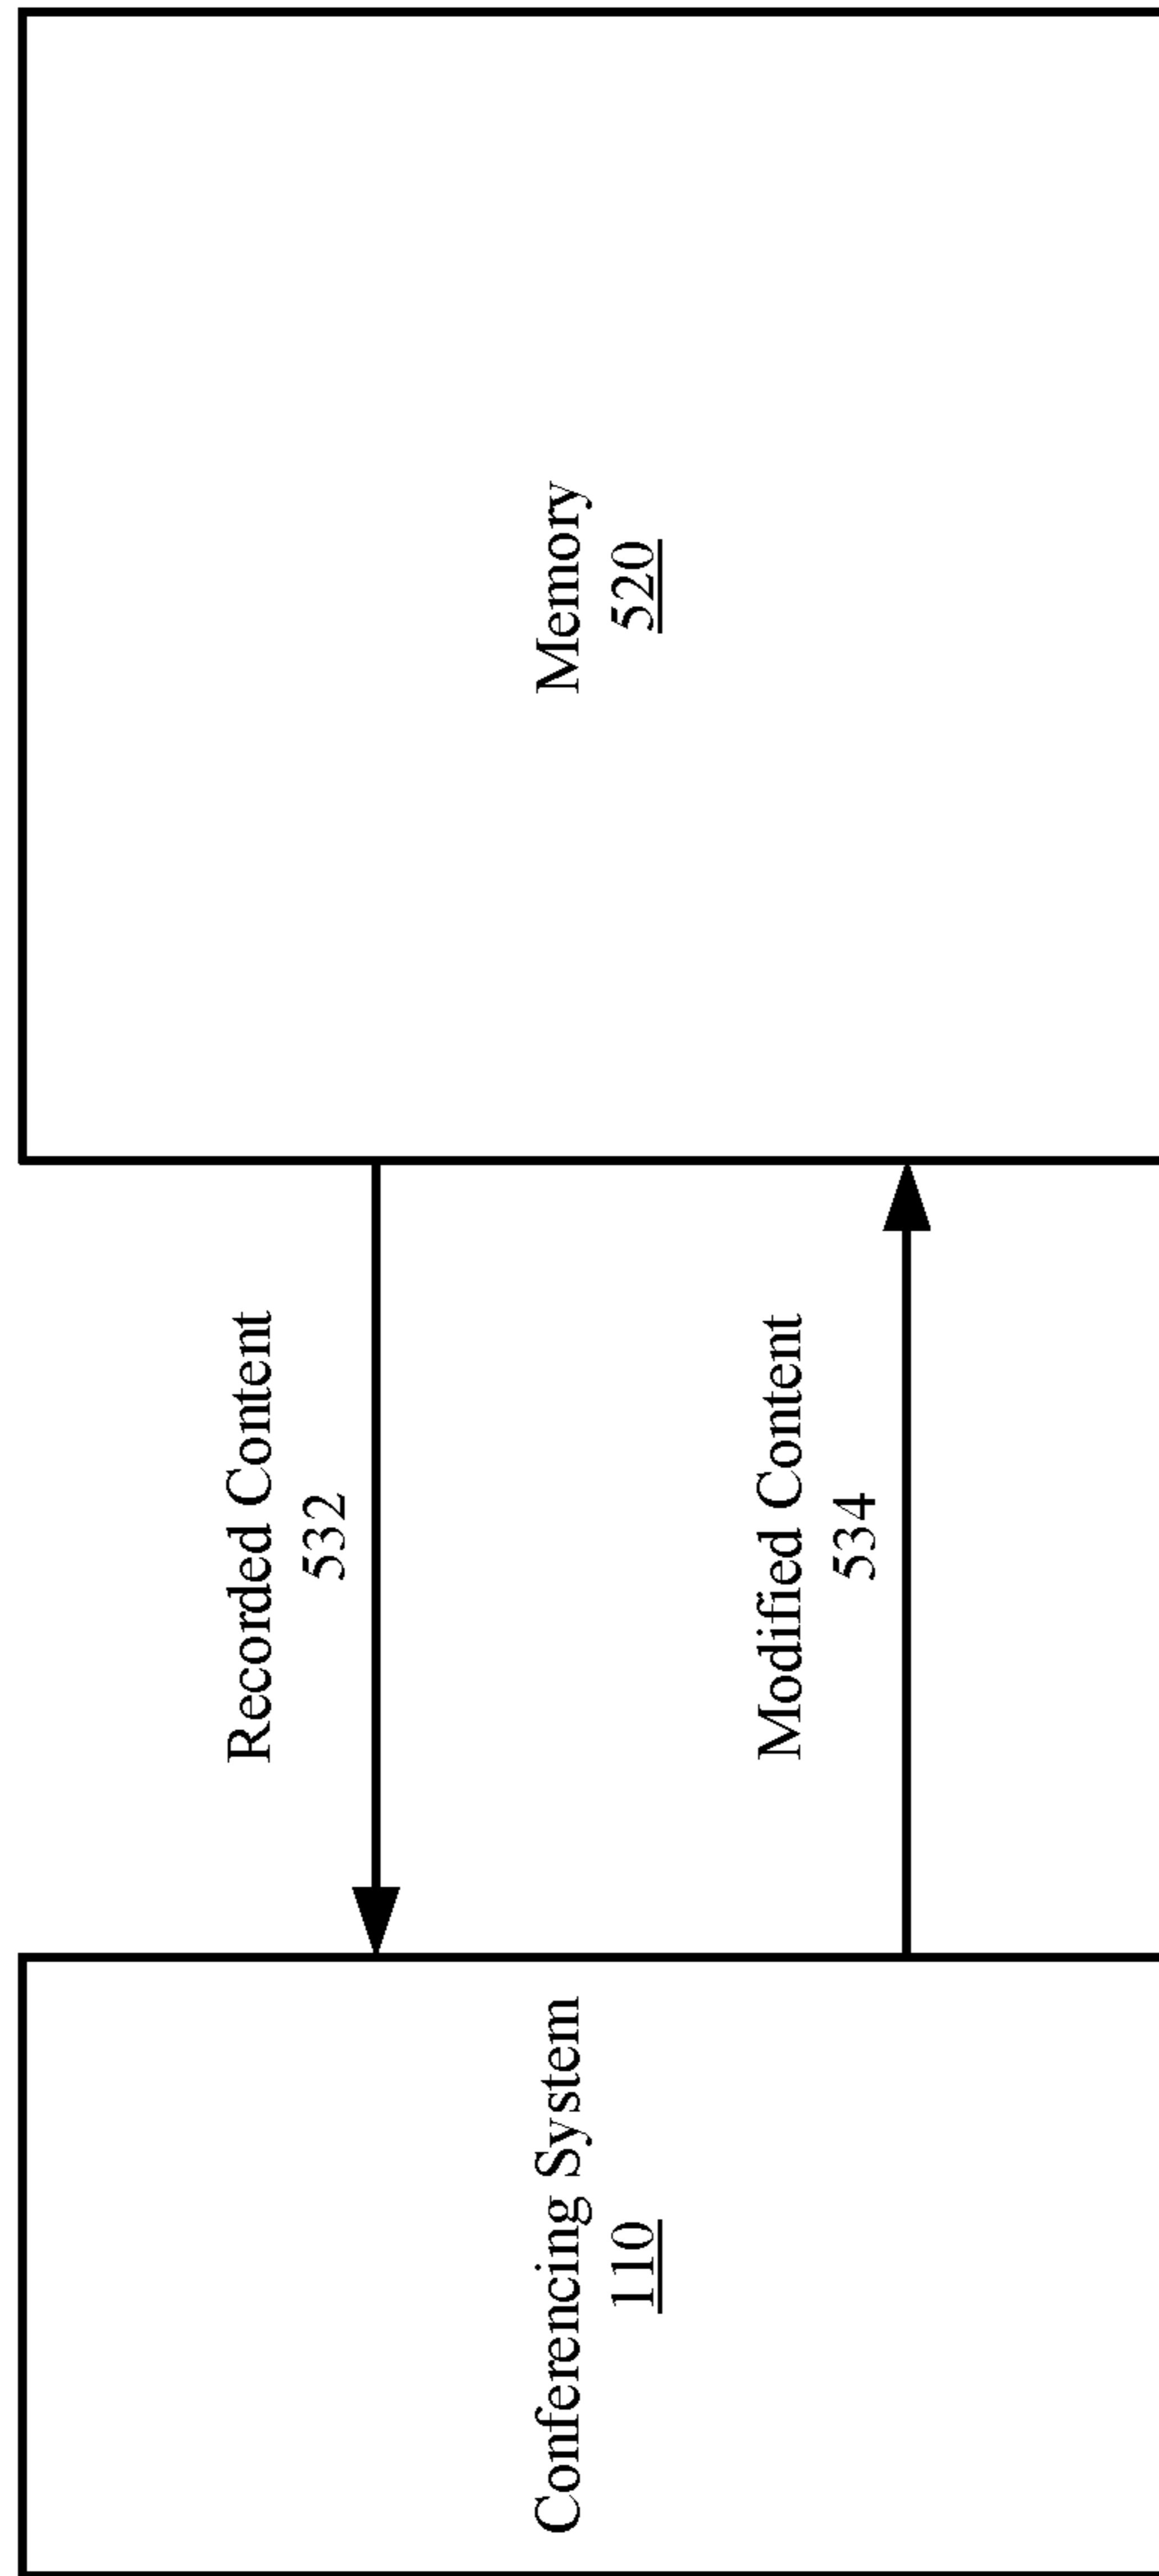 Conferencing System
110
Recorded Content
532
Modified Content
534
Memory
520